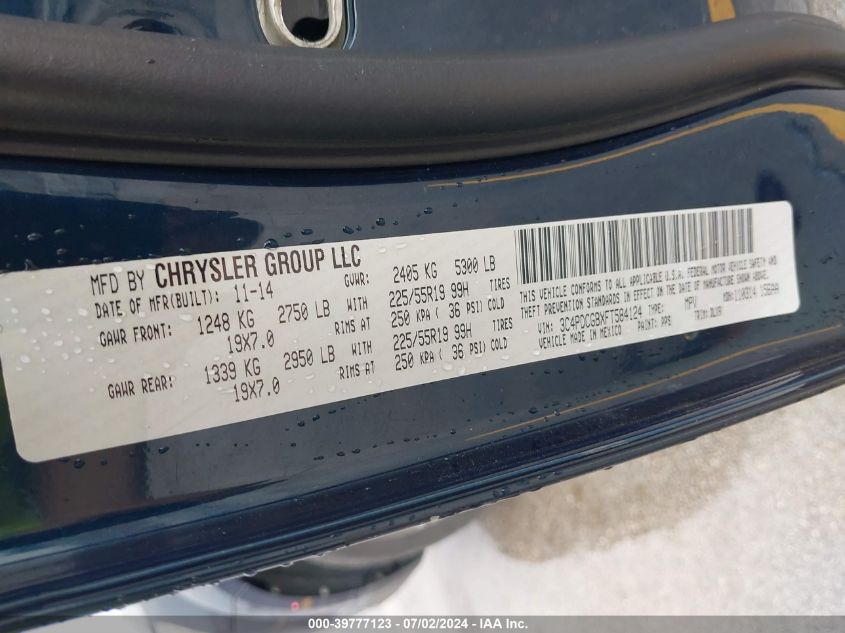 MFD BY CHRYSLER GROUP LLC
DATE OF MFR(BUILT): 11-14 GVWR: 2405 KG 5300 LB
GAWR FRONT: 1248 KG 2750 LB WITH 225/55R19 99H TIRES
19X7.0 RIMS AT 250 KPA ( 36 PSI) COLD
GAWR REAR: 1339 KG 2950 LB WITH 225/55R19 99H TIRES
19X7.0 RIMS AT 250 KPA ( 36 PSI) COLD
THIS VEHICLE CONFORMS TO ALL APPLICABLE U.S.A. FEDERAL MOTOR VEHICLE SAFETY AND
THEFT PREVENTION STANDARDS IN EFFECT ON THE DATE OF MANUFACTURE SHOWN ABOVE.
VIN: 3C4PDCGBXFT584124 TYPE: MPV MDH:
VEHICLE MADE IN MEXICO PAINT: PPS TRIM:
000-39777123 - 07/02/2024 - IAA Inc.